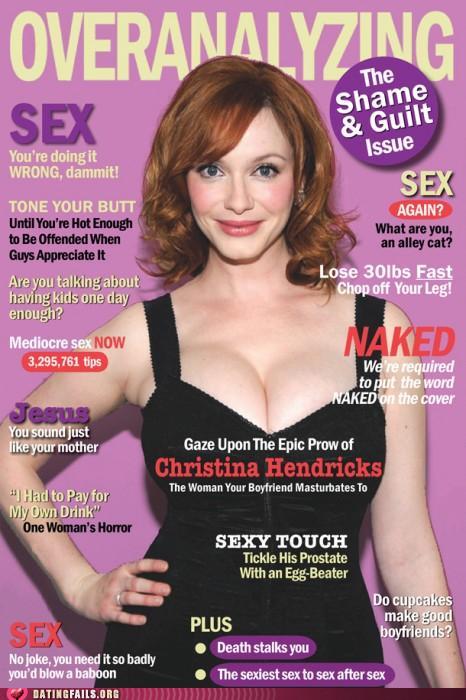 OVERANALYZING
The
Shame
& Guilt
Issue
SEX
You're doing it
WRONG, dammit!
TONE YOUR BUTT
Until You're Hot Enough
to Be Offended When
Guys Appreciate It
Are you talking about
having kids one day
enough?
Mediocre sex NOW
3,295,761 tips
Jesus
You sound just
like your mother
"I Had to Pay for
My Own Drink"
One Woman's Horror
SEX
No joke, you need it so badly
you'd blow a baboon
SEX
AGAIN?
What are you,
an alley cat?
Lose 30lbs Fast
Chop off Your Leg!
NAKED
We're required
to put the word
NAKED on the cover
Gaze Upon The Epic Prow of
Christina Hendricks
The Woman Your Boyfriend Masturbates To
SEXY TOUCH
Tickle His Prostate
With an Egg-Beater
Do cupcakes
make good
boyfriends?
PLUS
Death stalks you
The sexiest sex to sex after sex
DATINGFAILS.ORG